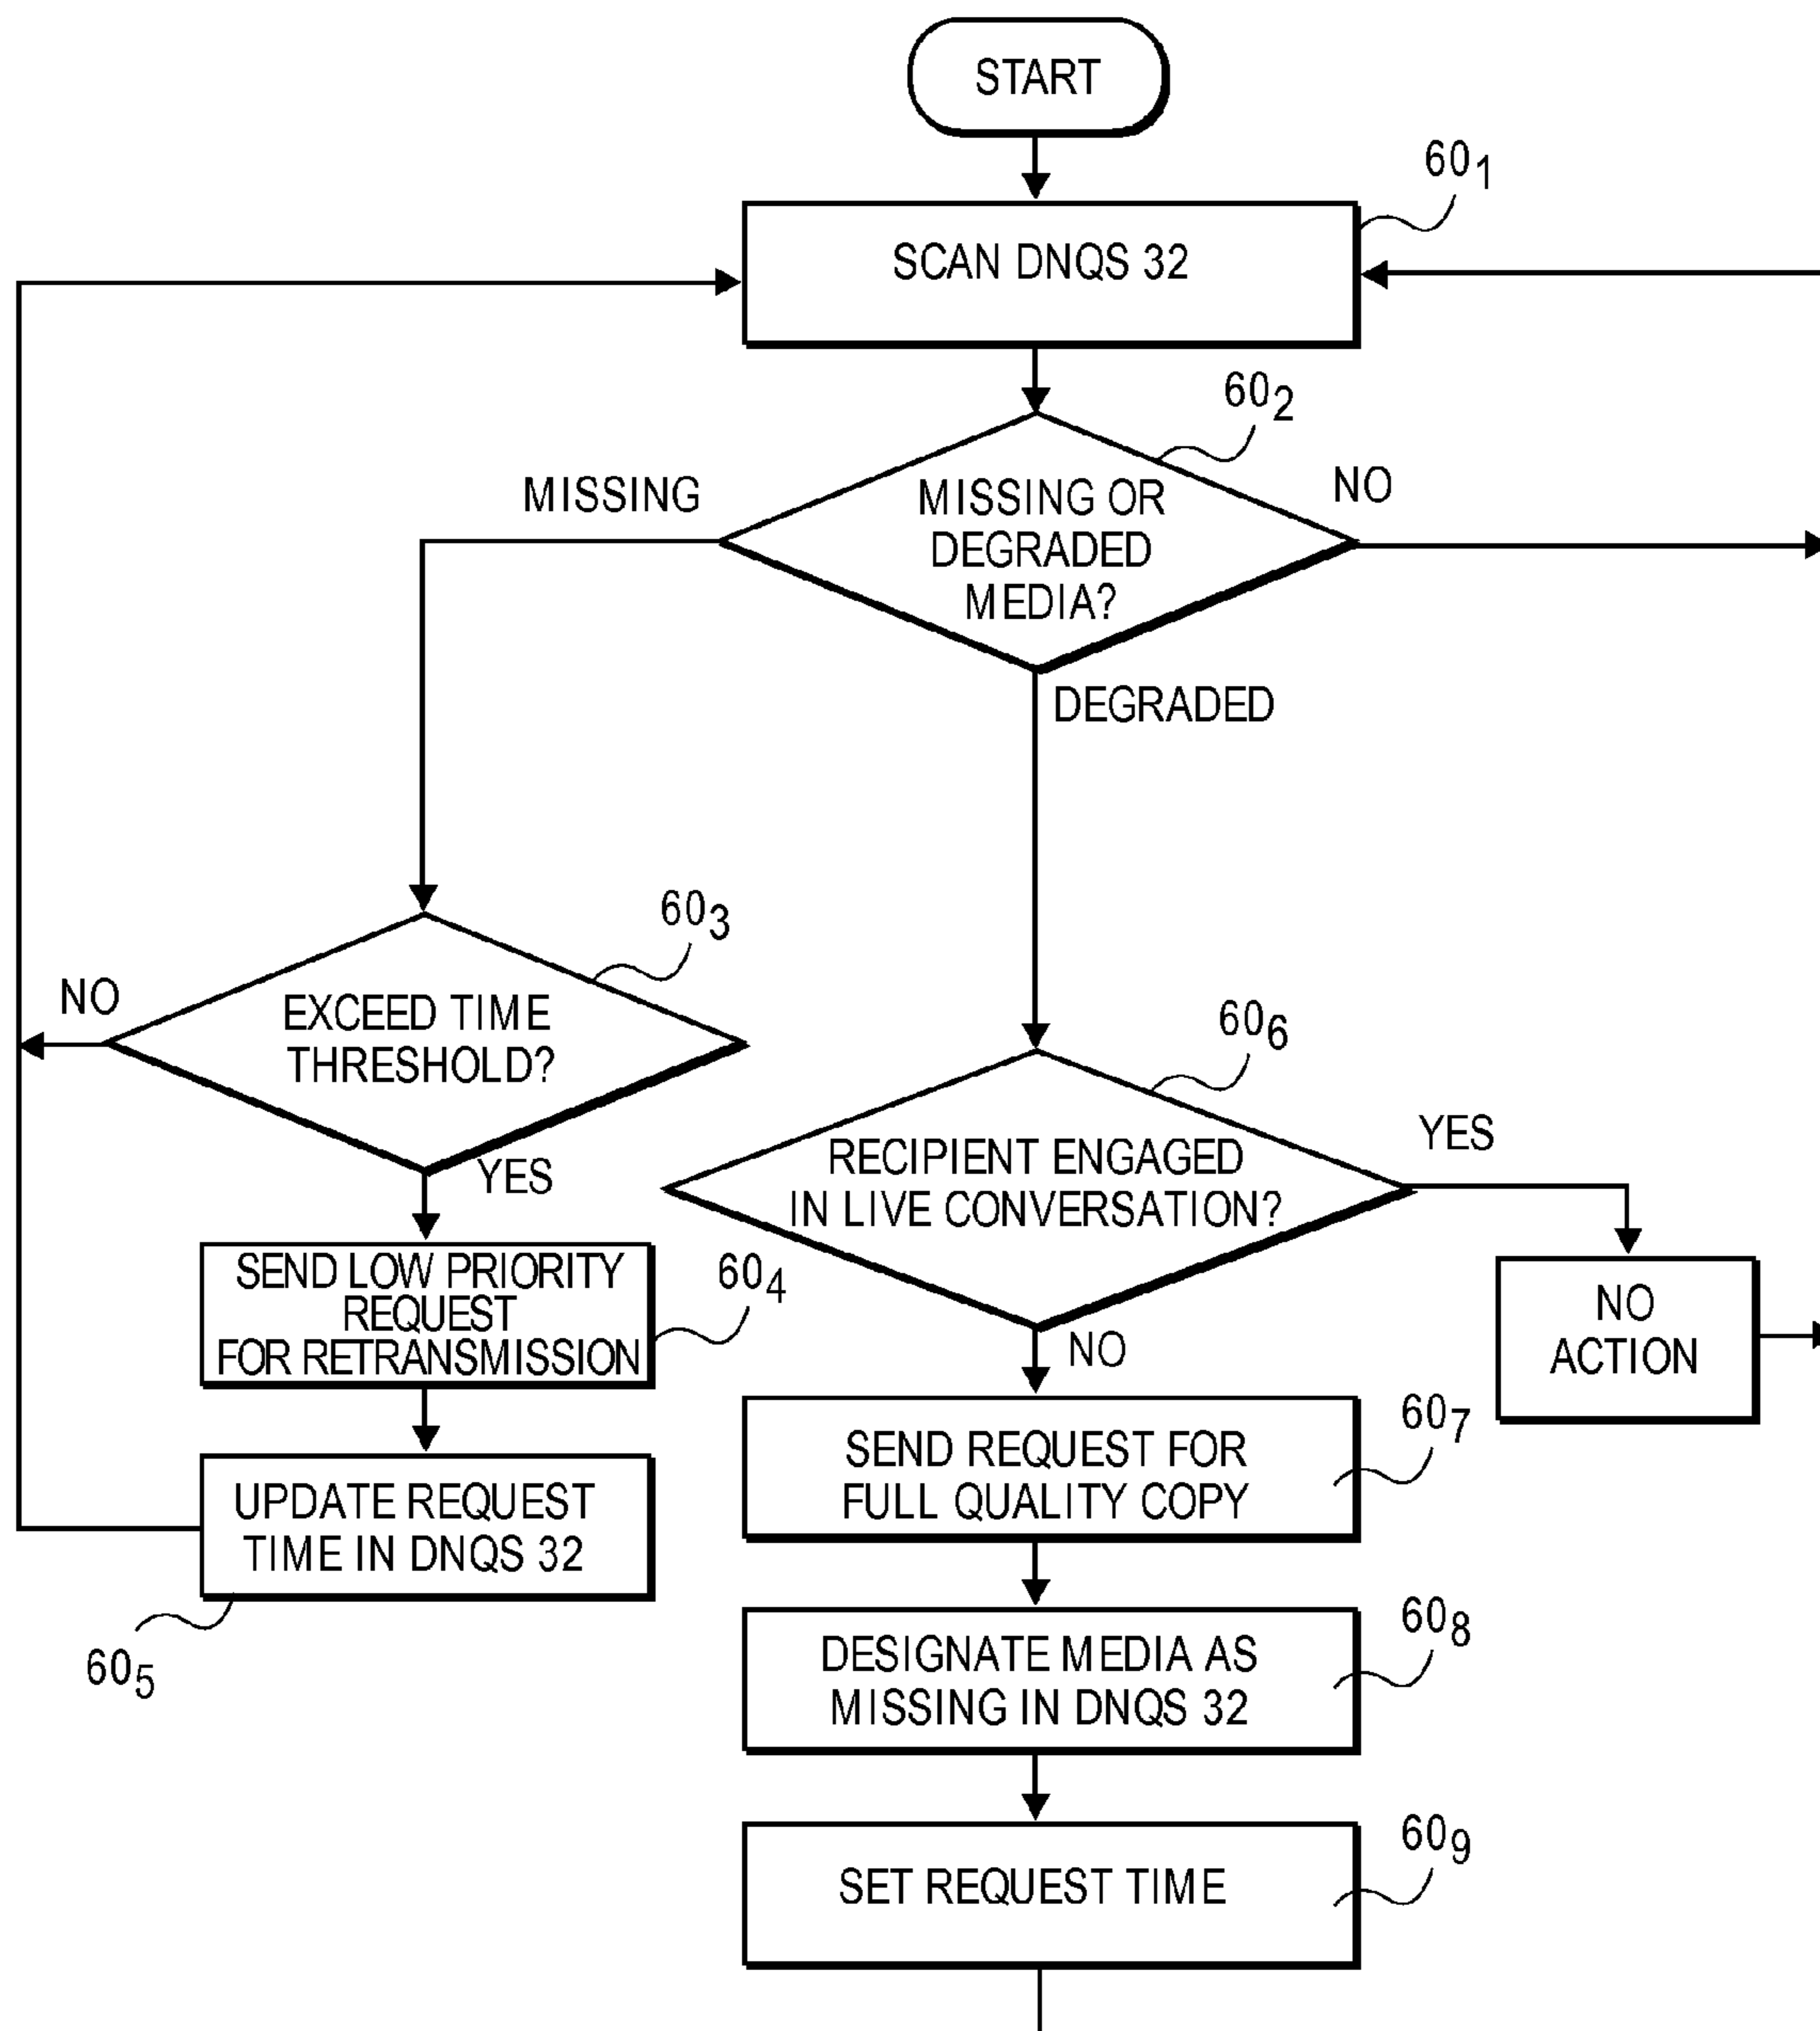 START
60₁
SCAN DNQS 32
60₂
MISSING
MISSING OR
DEGRADED
MEDIA?
NO
DEGRADED
60₃
NO
EXCEED TIME
THRESHOLD?
YES
60₆
RECIPIENT ENGAGED
IN LIVE CONVERSATION?
YES
NO
ACTION
SEND LOW PRIORITY
REQUEST
FOR RETRANSMISSION
60₄
NO
UPDATE REQUEST
TIME IN DNQS 32
60₅
SEND REQUEST FOR
FULL QUALITY COPY
60₇
DESIGNATE MEDIA AS
MISSING IN DNQS 32
60₈
SET REQUEST TIME
60₉